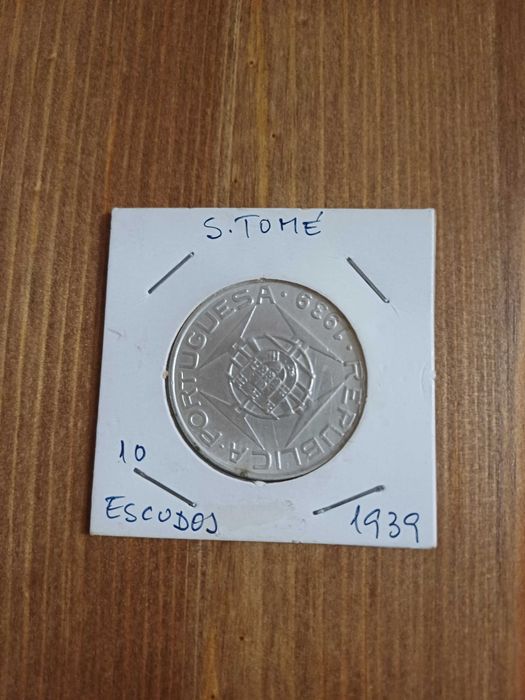 S. TOMÉ
REPUBLICA · PORTUGUESA · 1939 ·
10
ESCUDOS
1939